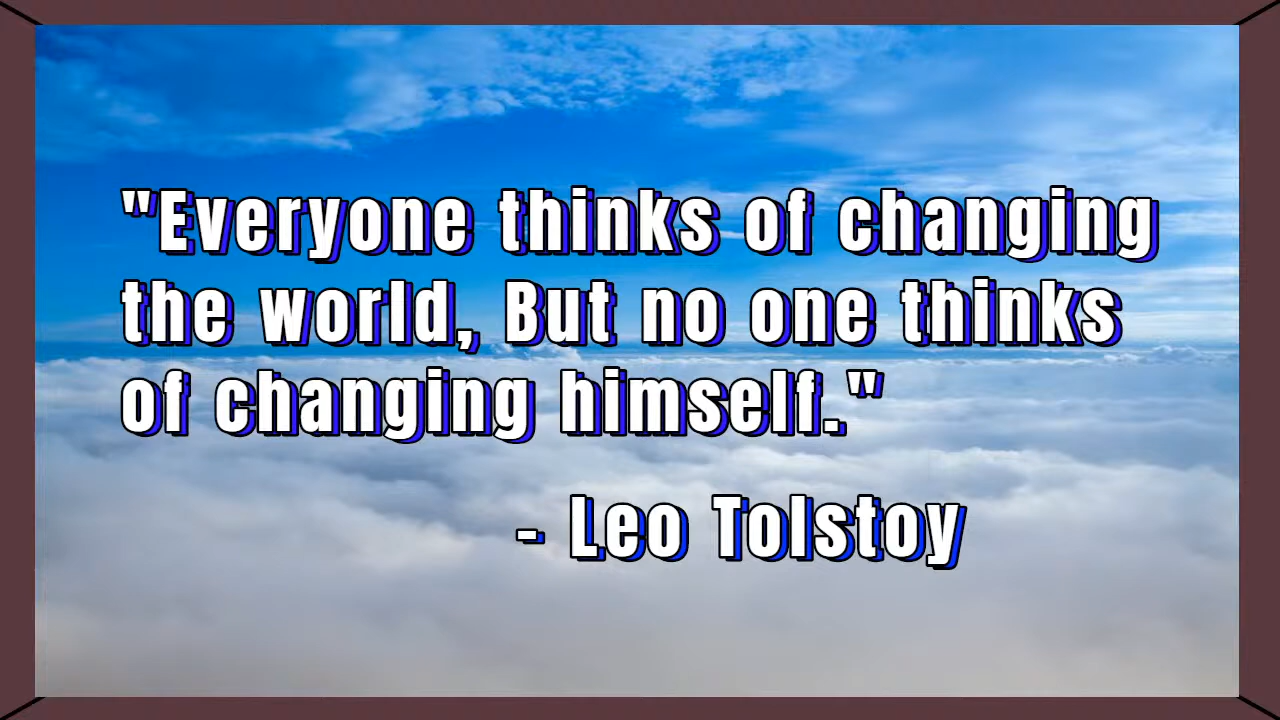 "Everyone thinks of changing
the world, But no one thinks
of changing himself."
- Leo Tolstoy